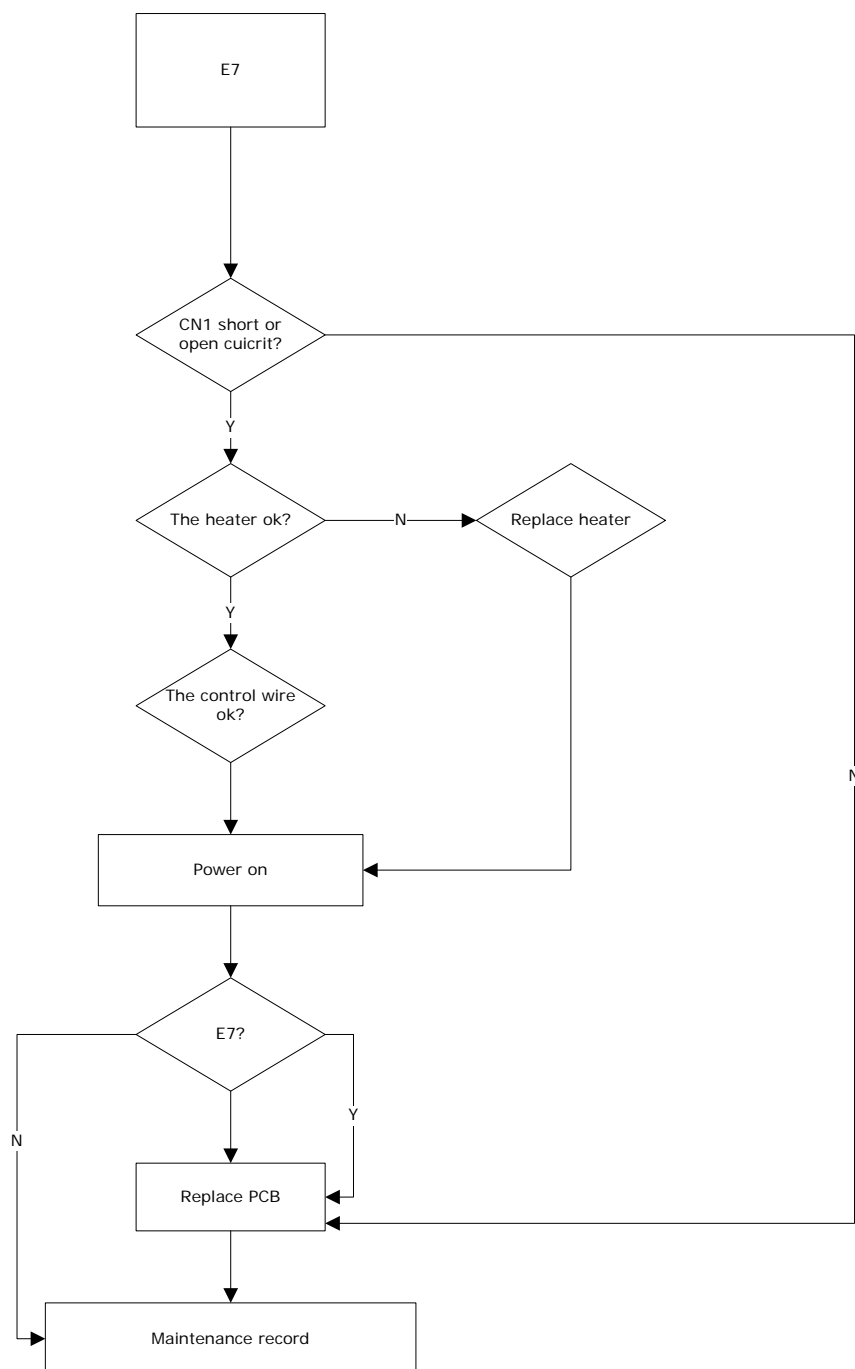 E7
CN1 short or
open cuicrit?
Y
The heater ok?
N
Replace heater
Y
The control wire
ok?
N
Power on
E7?
Y
N
Replace PCB
Maintenance record